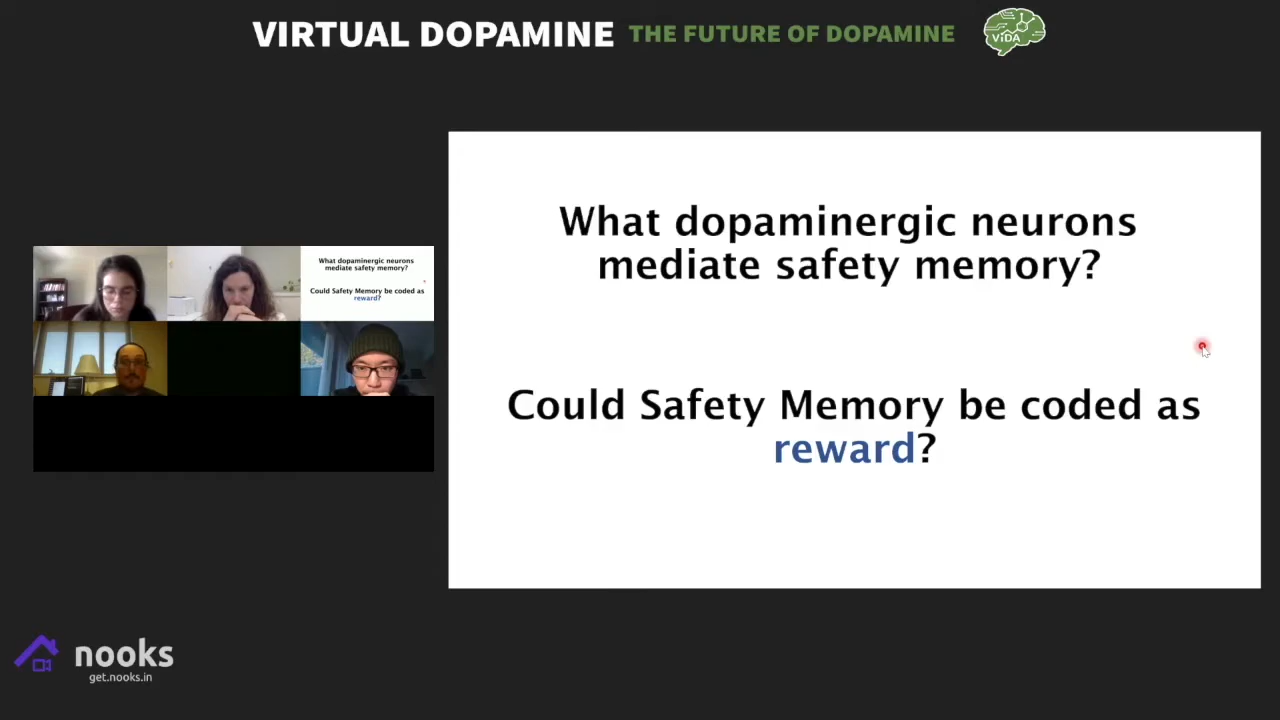 VIRTUAL DOPAMINE THE FUTURE OF DOPAMINE
ViDA
What dopaminergic neurons
mediate safety memory?
Could Safety Memory be coded as
reward?
What dopaminergic neurons
mediate safety memory?
Could Safety Memory be coded as
reward?
nooks
get.nooks.in